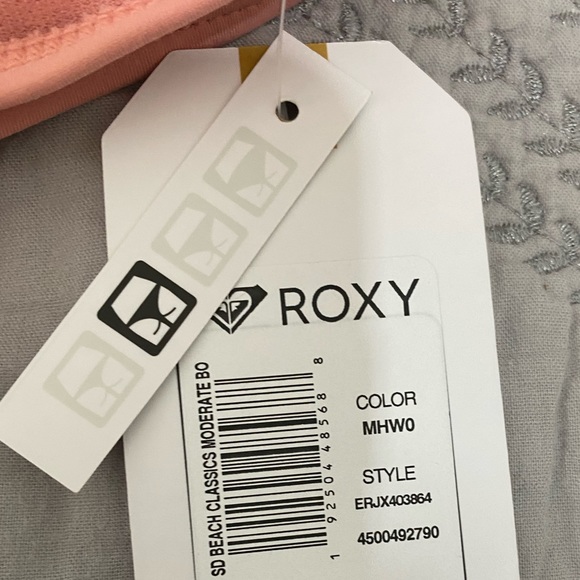 ROXY
SD BEACH CLASSICS MODERATE BO
1 92504 48568 8
COLOR
MHW0
STYLE
ERJX403864
4500492790